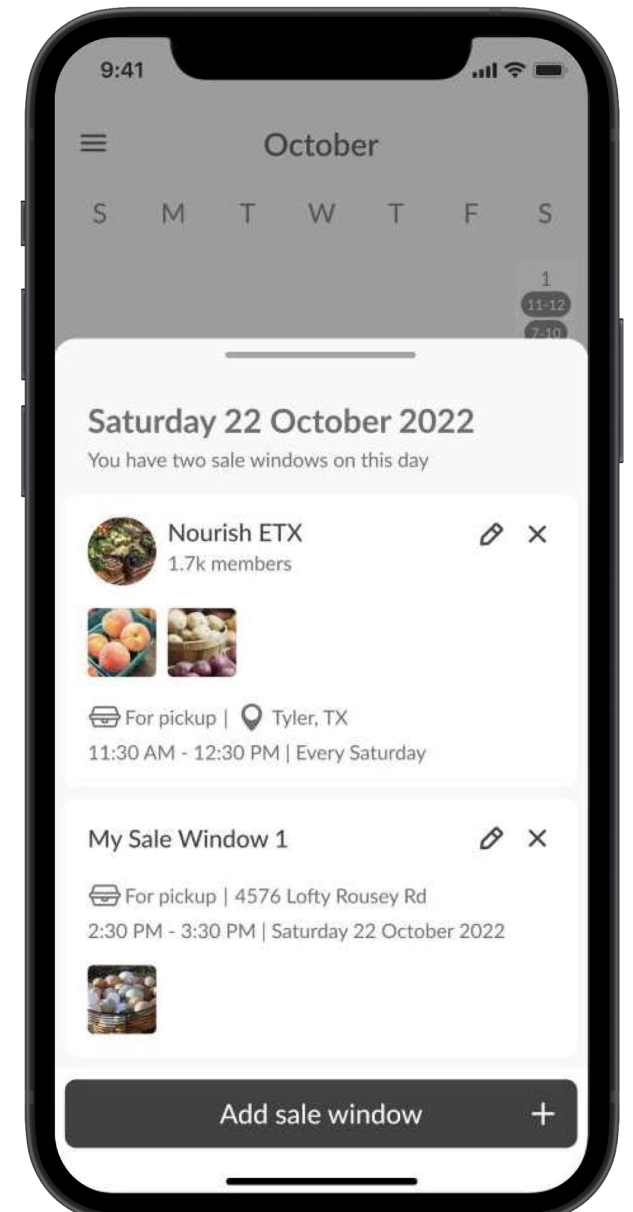 9:41
October
S M T W T F S
1
11-12
7-10
Saturday 22 October 2022
You have two sale windows on this day
Nourish ETX
1.7k members
For pickup | Tyler, TX
11:30 AM - 12:30 PM | Every Saturday
My Sale Window 1
For pickup | 4576 Lofty Rousey Rd
2:30 PM - 3:30 PM | Saturday 22 October 2022
Add sale window +